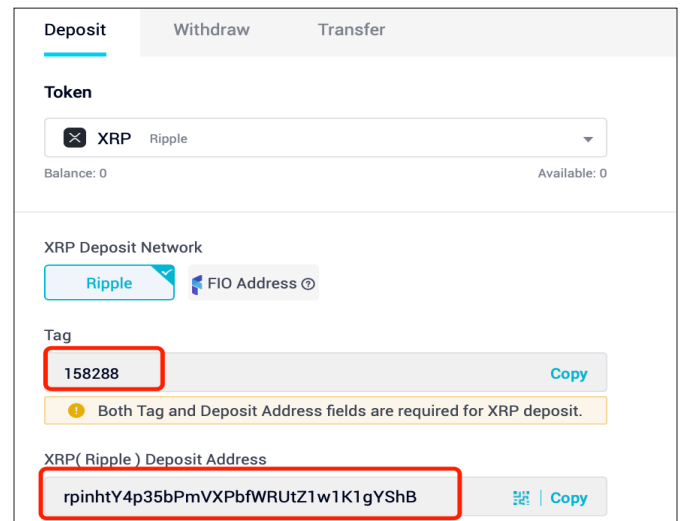 Deposit Withdraw Transfer
Token
XRP Ripple
Balance: 0 Available: 0
XRP Deposit Network
Ripple FIO Address
Tag
158288 Copy
Both Tag and Deposit Address fields are required for XRP deposit.
XRP( Ripple ) Deposit Address
rpinhtY4p35bPmVXPbfWRUtZ1w1K1gYShB Copy